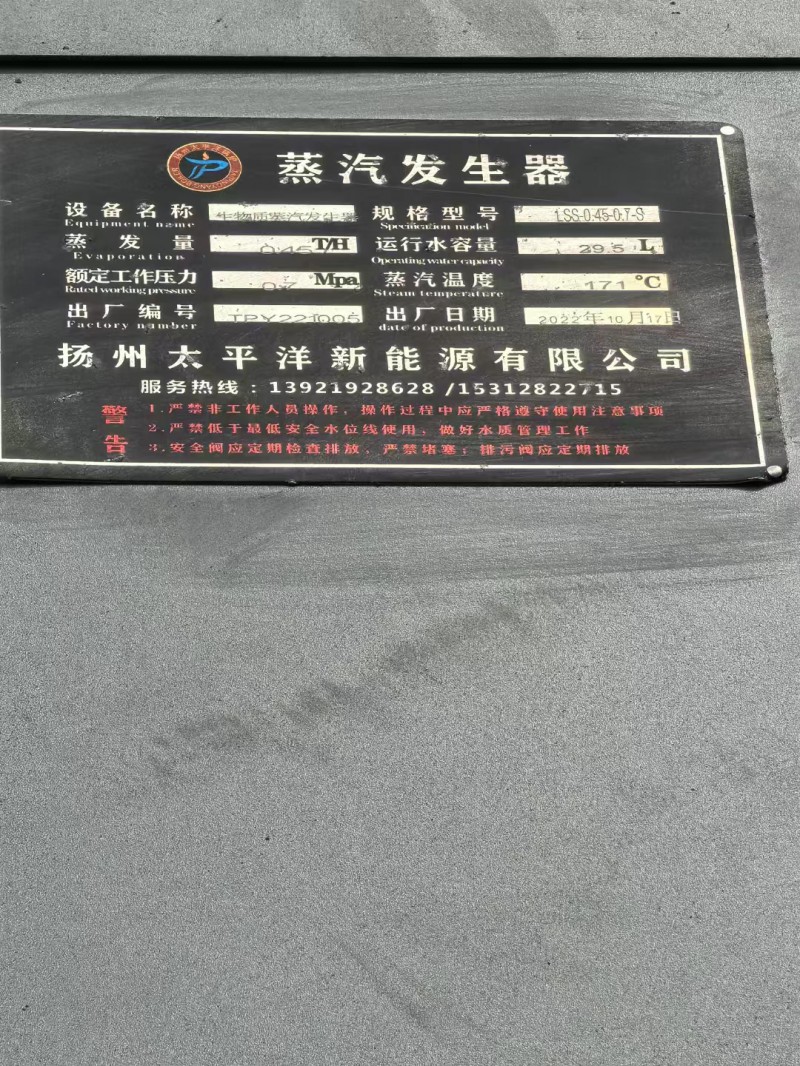 蒸汽发生器
设备名称 生物质蒸汽发生器 规格型号 LSS-0.45-0.7-S
Equipment name Specification model
蒸发量 0.45 T/H 运行水容量 29.5 L
Evaporation Operating water capacity
额定工作压力 0.7 Mpa 蒸汽温度 171 ℃
Rated working pressure Steam temperature
出厂编号 TPY221005 出厂日期 2022年10月17日
Factory number date of production
扬州太平洋新能源有限公司
服务热线：13921928628 /15312822715
警告
1.严禁非工作人员操作，操作过程中应严格遵守使用注意事项
2.严禁低于最低安全水位线使用，做好水质管理工作
3.安全阀应定期检查排放，严禁堵塞；排污阀应定期排放